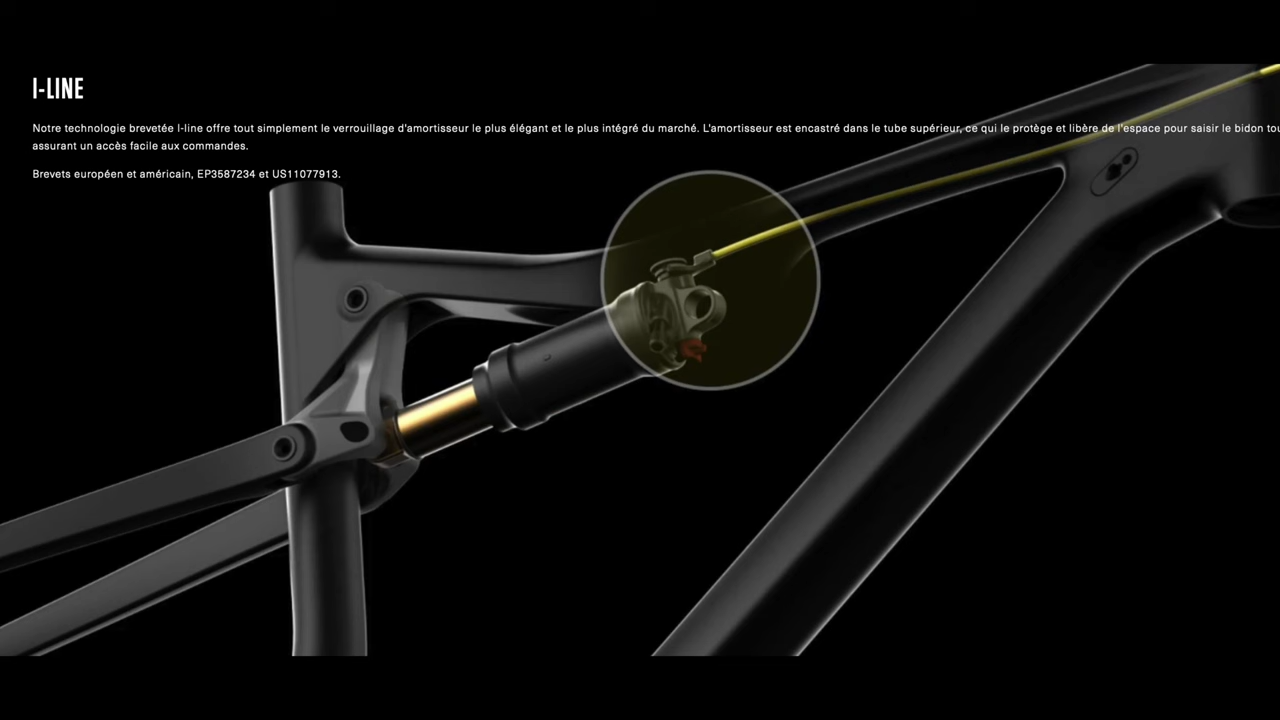 I-LINE
Notre technologie brevetée I-line offre tout simplement le verrouillage d'amortisseur le plus élégant et le plus intégré du marché. L'amortisseur est encastré dans le tube supérieur, ce qui le protège et libère de l'espace pour saisir le bidon
assurant un accès facile aux commandes.
Brevets européen et américain, EP3587234 et US11077913.